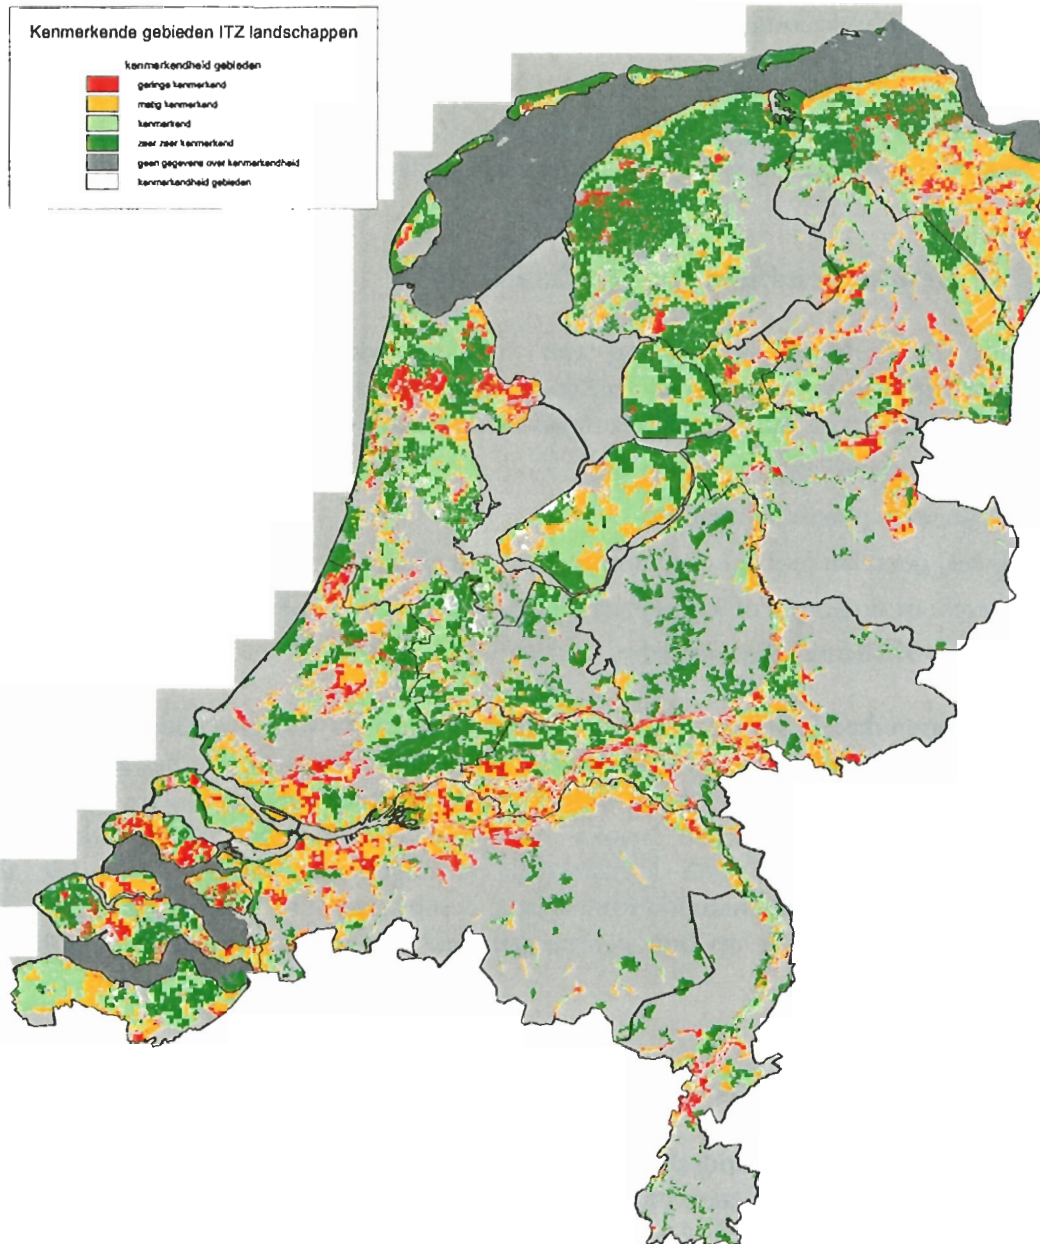 Kenmerkende gebieden ITZ landschappen
kenmerkendheid gebieden
geringe kenmerkend
matig kenmerkend
kenmerkend
zeer zeer kenmerkend
geen gegevens over kenmerkendheid
kenmerkendheid gebieden